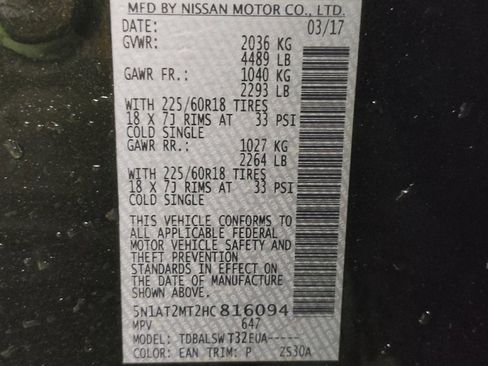 MFD BY NISSAN MOTOR CO., LTD.
DATE: 03/17
GVWR: 2036 KG
4489 LB
GAWR FR.: 1040 KG
2293 LB
WITH 225/60R18 TIRES
18 X 7J RIMS AT 33 PSI
COLD SINGLE
GAWR RR.: 1027 KG
2264 LB
WITH 225/60R18 TIRES
18 X 7J RIMS AT 33 PSI
COLD SINGLE
THIS VEHICLE CONFORMS TO
ALL APPLICABLE FEDERAL
MOTOR VEHICLE SAFETY AND
THEFT PREVENTION
STANDARDS IN EFFECT ON THE
DATE OF MANUFACTURE
SHOWN ABOVE.
5N1AT2MT2HC816094
MPV 647
MODEL: TDBALSW T32EUA-----
COLOR: EAN TRIM: P ZS30A